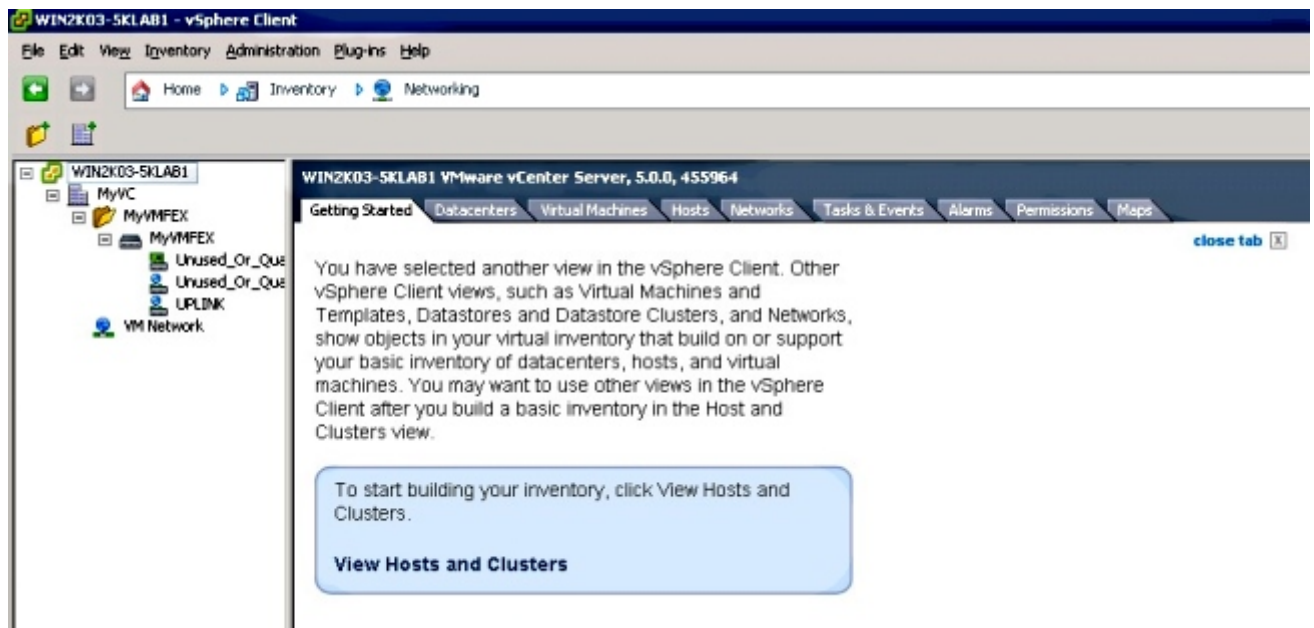 WIN2K03-5KLAB1 - vSphere Client
File Edit View Inventory Administration Plug-ins Help
Home Inventory Networking
WIN2K03-5KLAB1
MyVC
MyVMFEX
MyVMFEX
Unused_Or_Qua
Unused_Or_Qua
UPLINK
VM Network
WIN2K03-5KLAB1 VMware vCenter Server, 5.0.0, 455964
Getting Started Datacenters Virtual Machines Hosts Networks Tasks & Events Alarms Permissions Maps
close tab X
You have selected another view in the vSphere Client. Other
vSphere Client views, such as Virtual Machines and
Templates, Datastores and Datastore Clusters, and Networks,
show objects in your virtual inventory that build on or support
your basic inventory of datacenters, hosts, and virtual
machines. You may want to use other views in the vSphere
Client after you build a basic inventory in the Host and
Clusters view.
To start building your inventory, click View Hosts and
Clusters.
View Hosts and Clusters